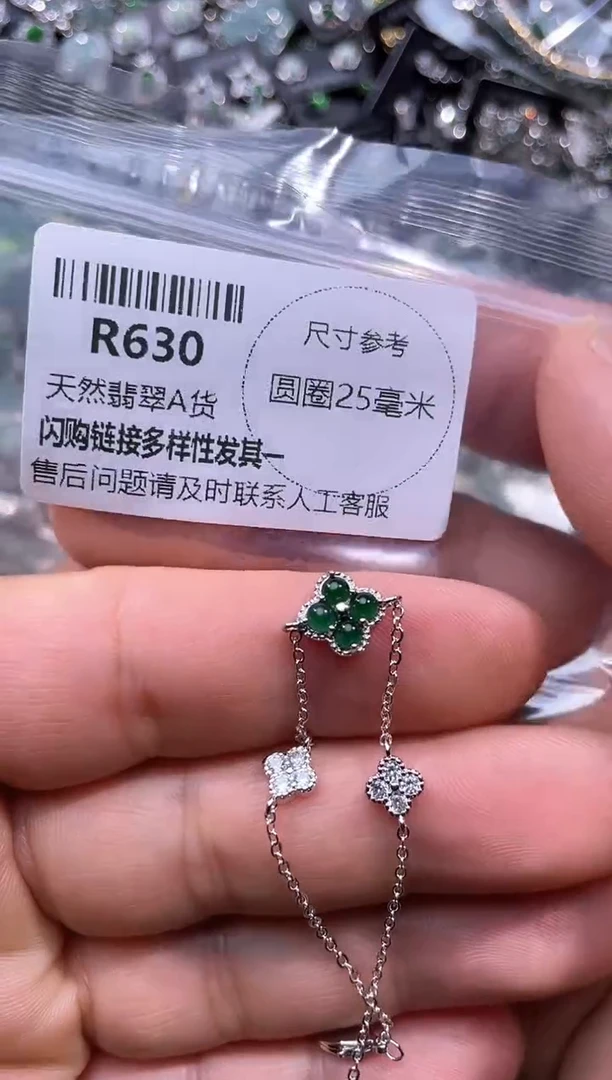 R630
天然翡翠A货
闪购链接多样性发其一
售后问题请及时联系人工客服
尺寸参考
圆圈25毫米